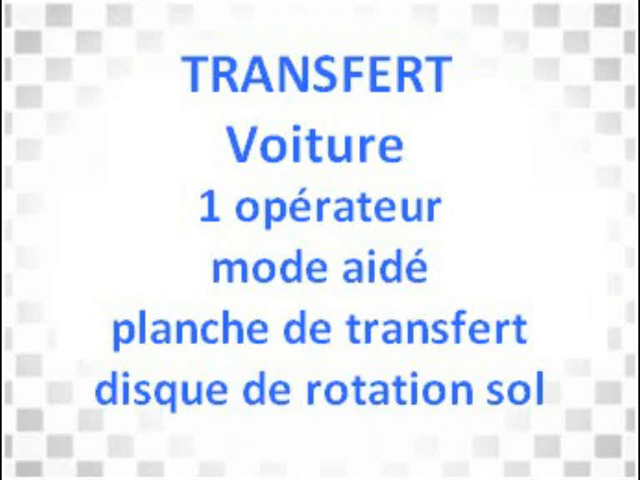 TRANSFERT
Voiture
1 opérateur
mode aidé
planche de transfert
disque de rotation sol